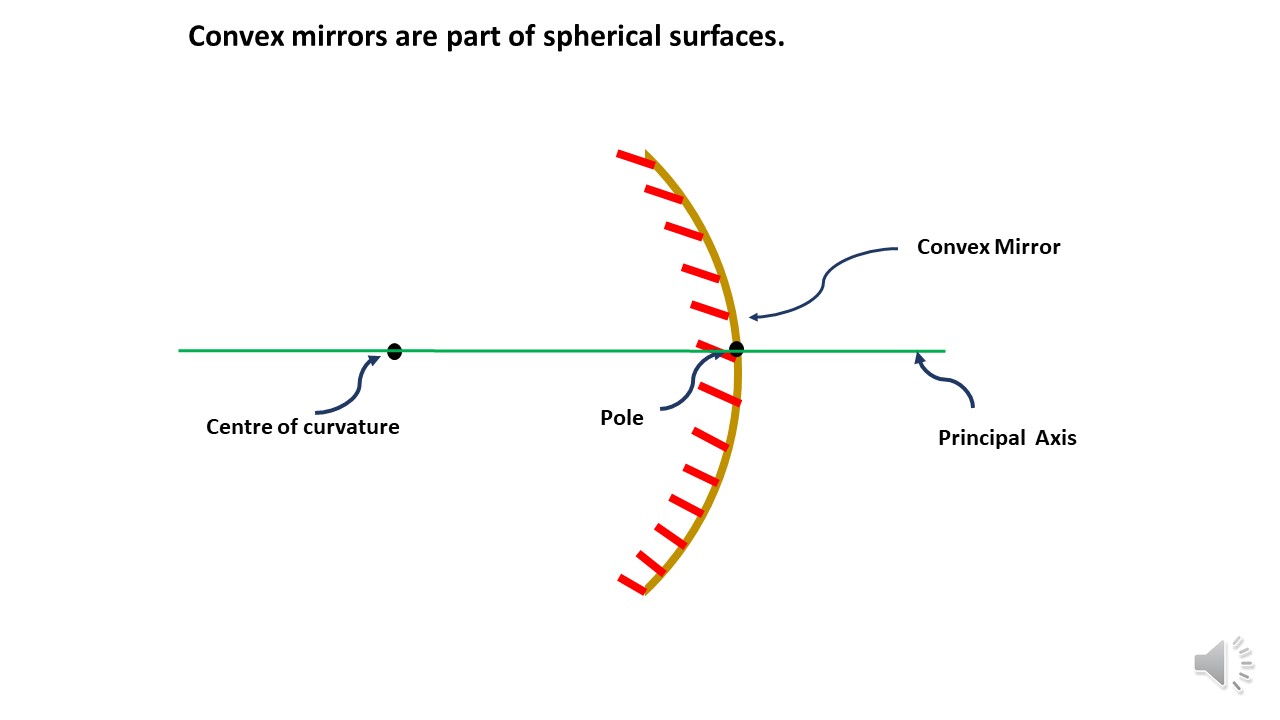 Convex mirrors are part of spherical surfaces.
Convex Mirror
Centre of curvature
Pole
Principal Axis